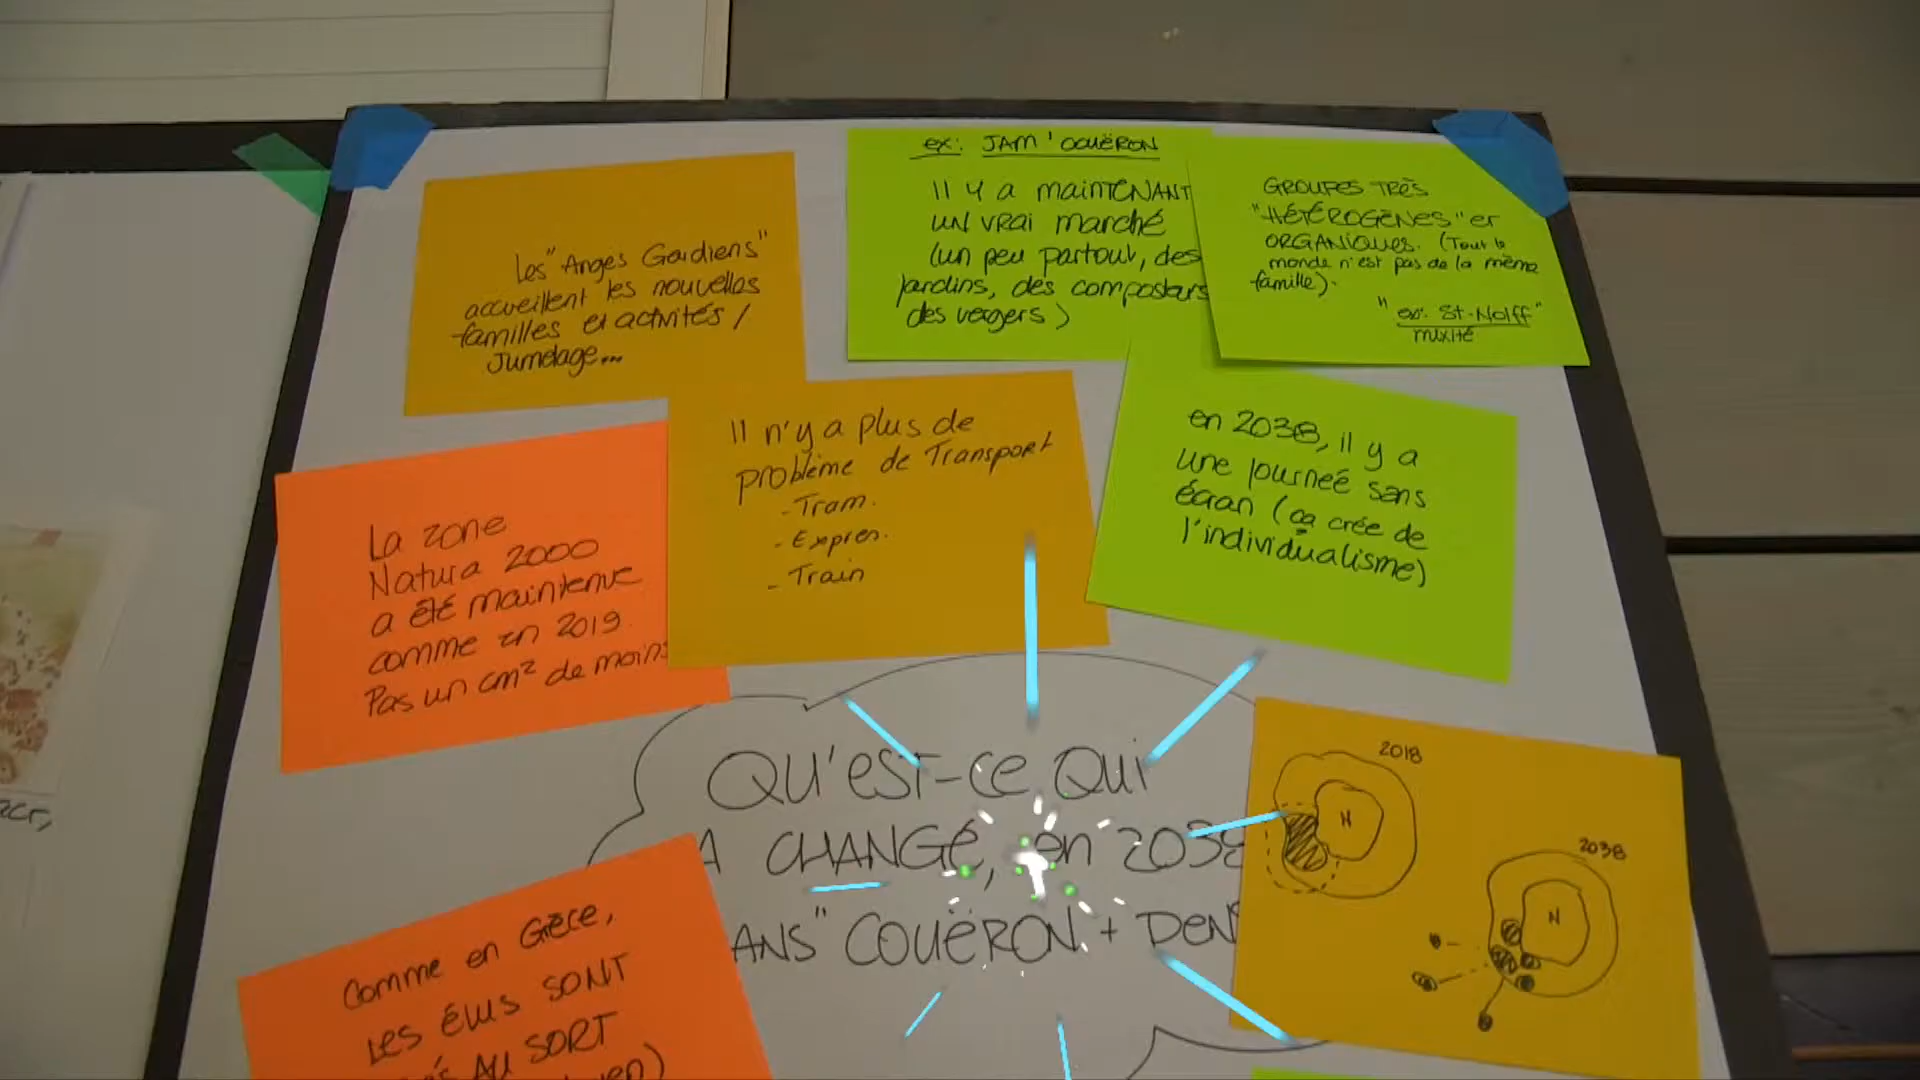 Les "Anges Gardiens"
accueillent les nouvelles
familles et activités /
Jumelage...
ex: JAM'COUËRON
Il y a maintenant
un vrai marché
(un peu partout, des
jardins, des composteurs
des vergers)
GROUPES TRÈS
"HÉTÉROGÈNES" et
ORGANIQUES. (Tout le
monde n'est pas de la même
famille).
"ex: St-Nolff"
mixité
La zone
Natura 2000
a été maintenue
comme en 2019.
Pas un cm² de moins
Il n'y a plus de
problème de Transport
- Tram.
- Expres.
- Train
en 2038, il y a
une journeé sans
écran (ça crée de
l'individualisme)
QU'EST-CE QUI
A CHANGÉ, en 2038
ANS "COUËRON + DENS
2018
N
2038
N
Comme en Grèce,
les élus SONT
AU SORT